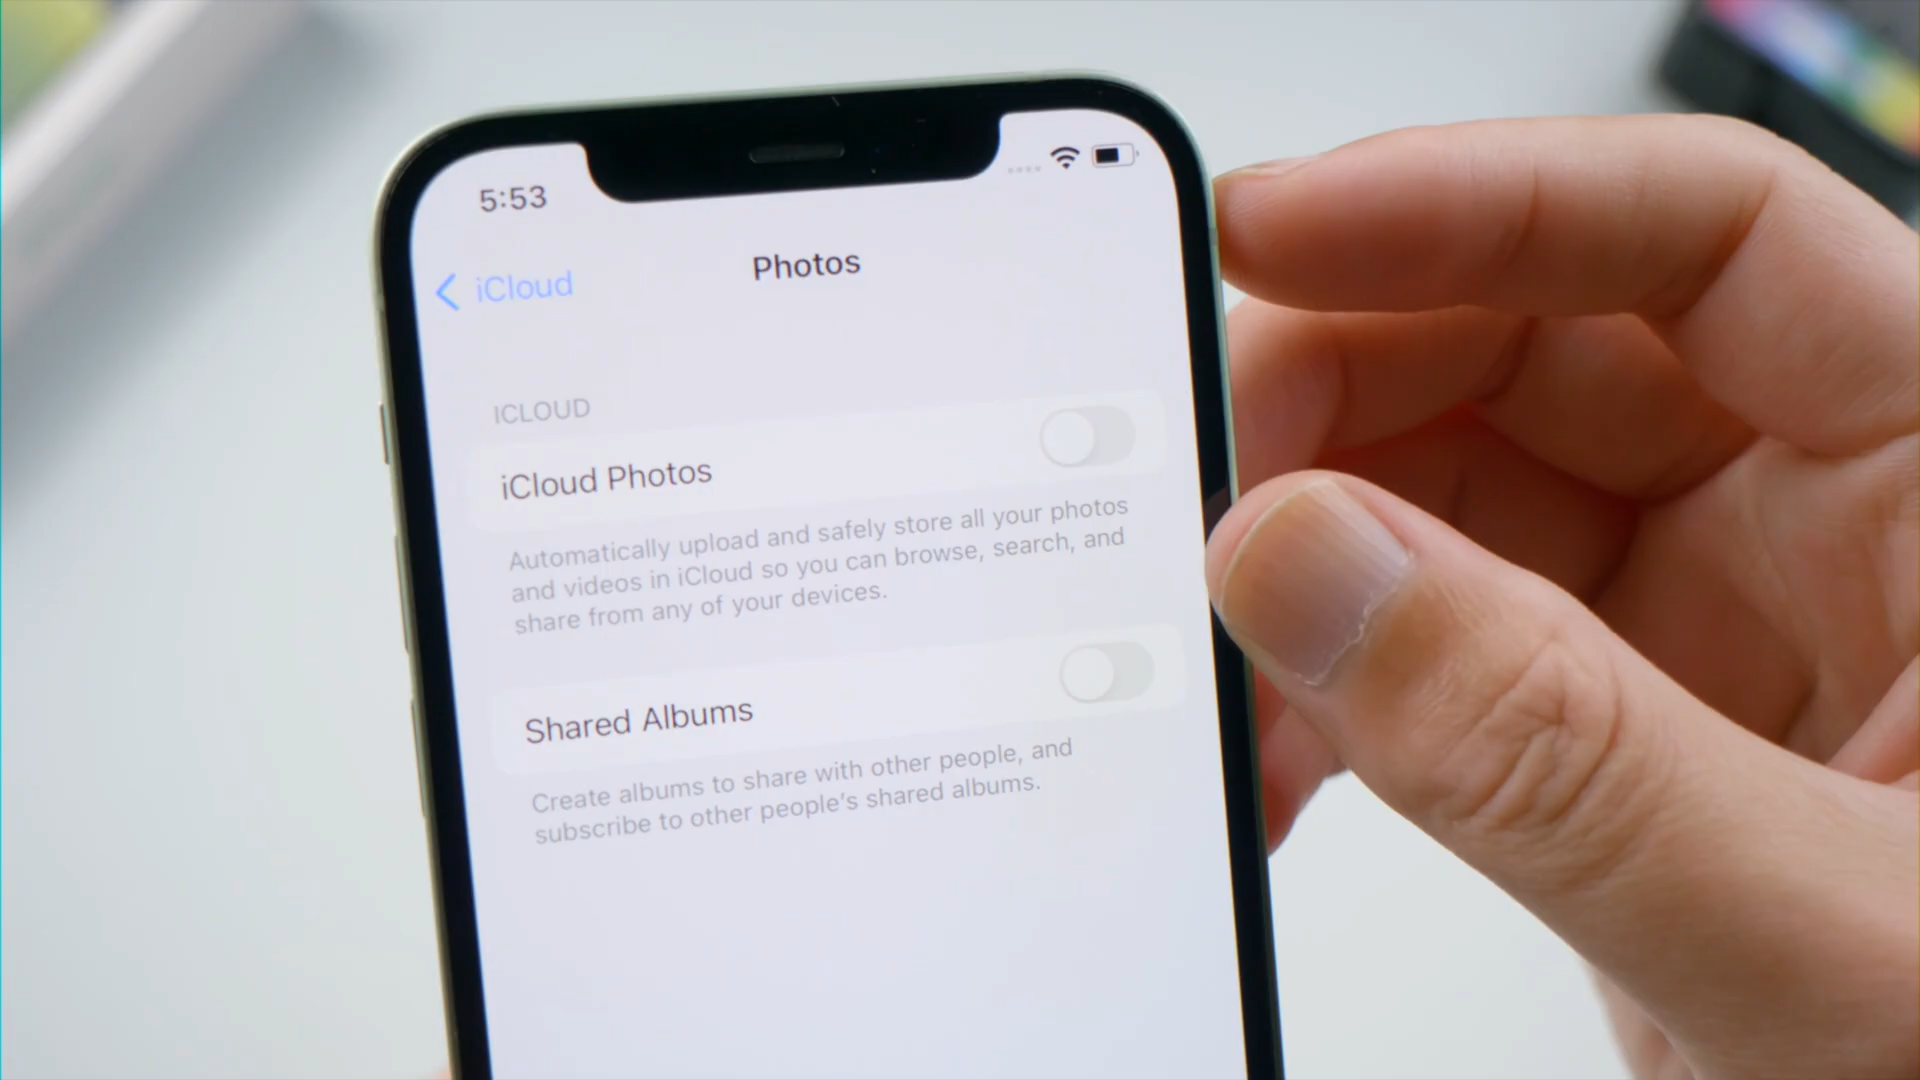 5:53
iCloud
Photos
ICLOUD
iCloud Photos
Automatically upload and safely store all your photos
and videos in iCloud so you can browse, search, and
share from any of your devices.
Shared Albums
Create albums to share with other people, and
subscribe to other people's shared albums.